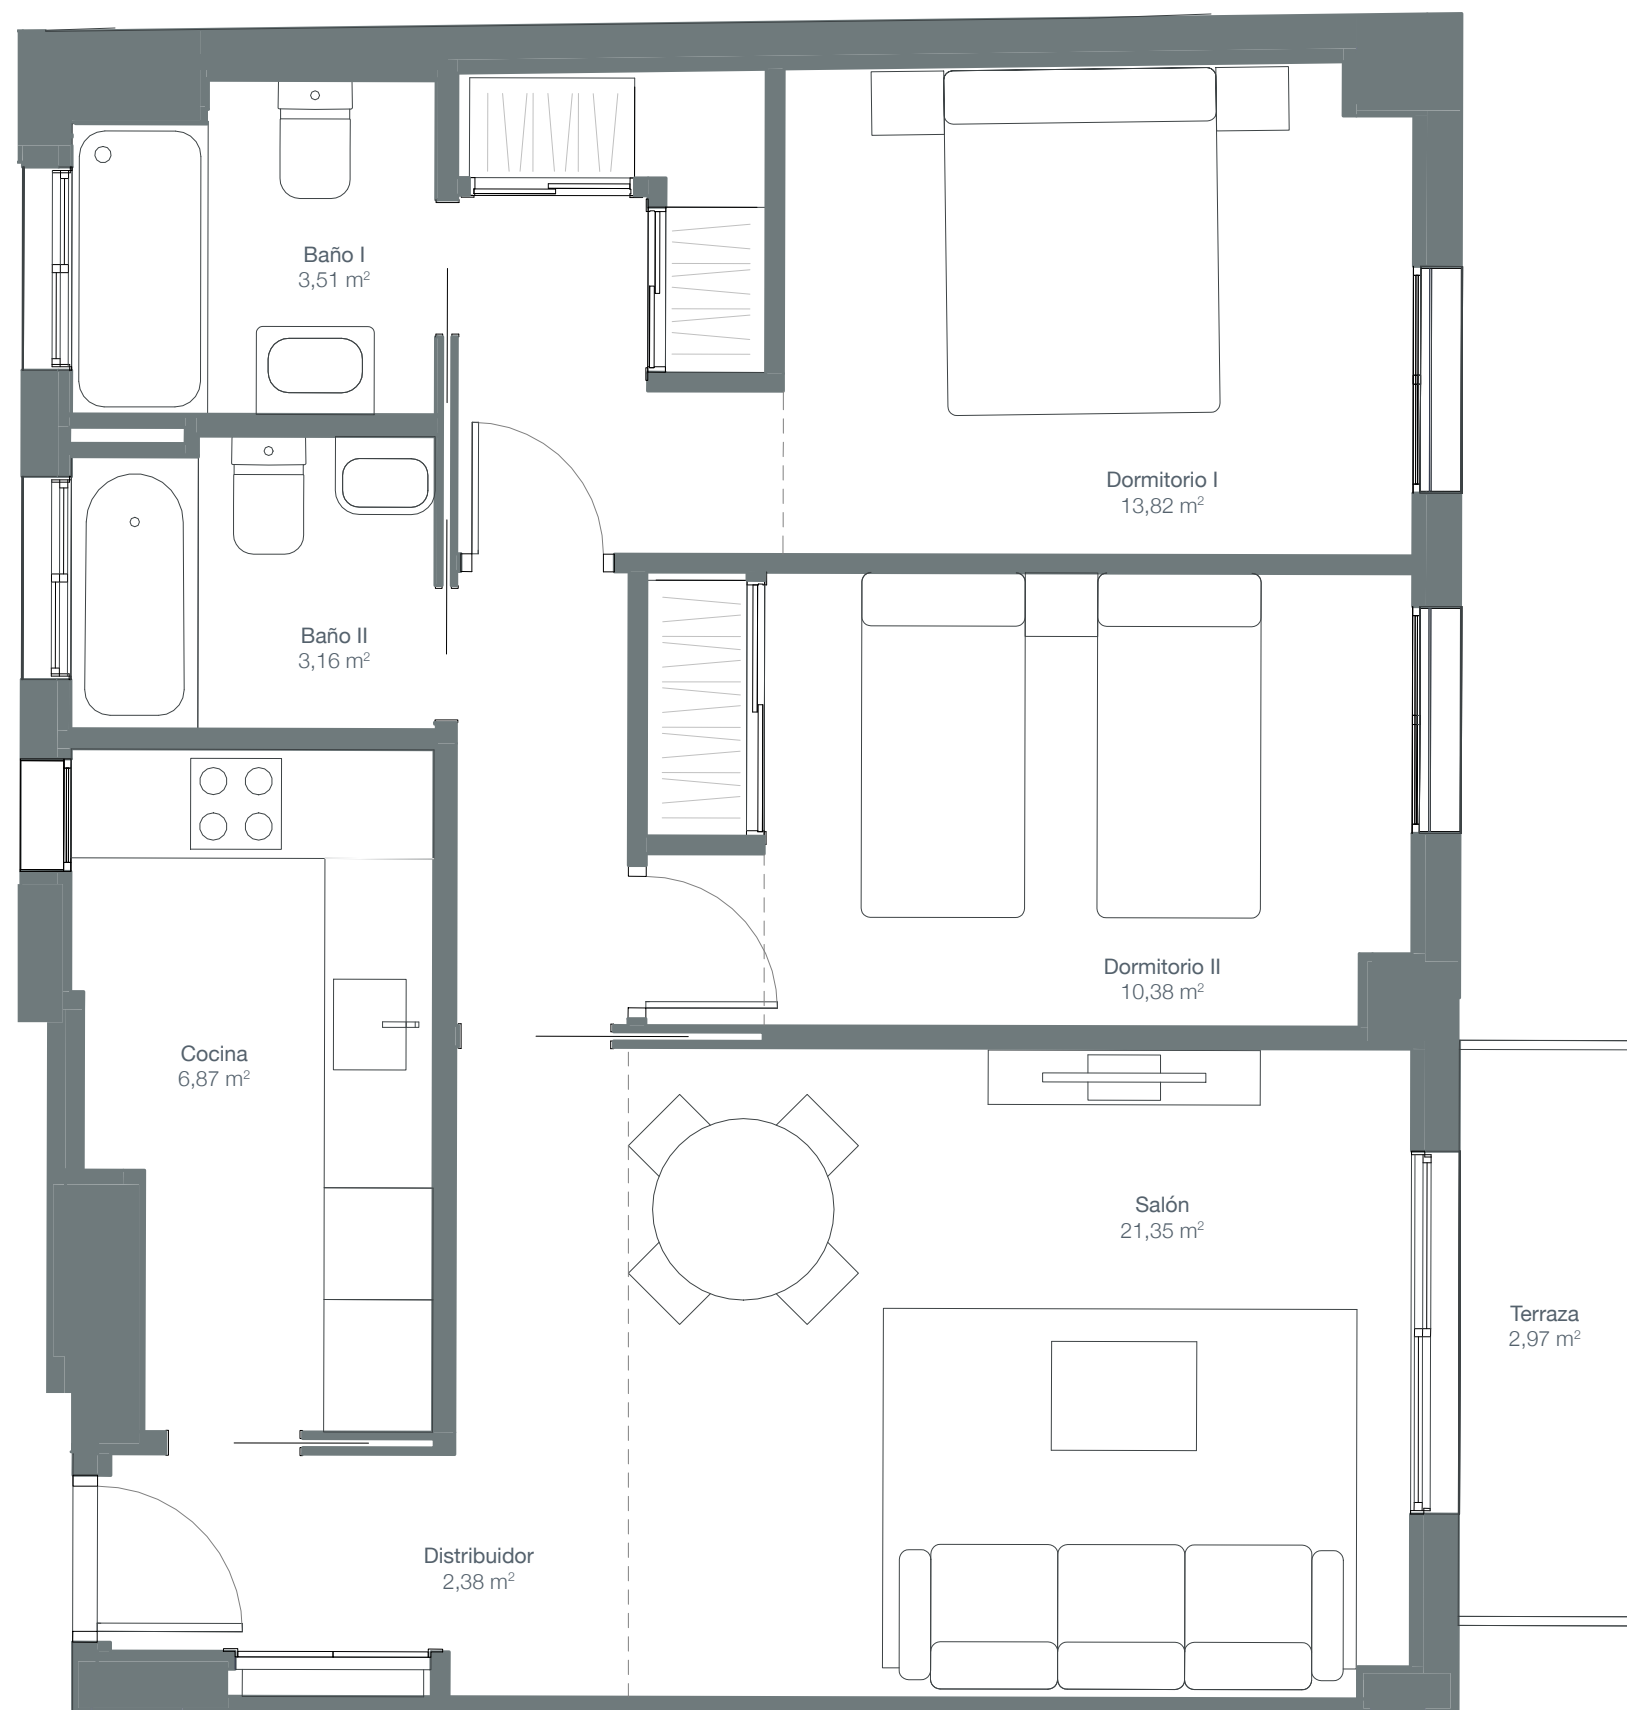 Baño I
3,51 m²
Dormitorio I
13,82 m²
Baño II
3,16 m²
Dormitorio II
10,38 m²
Cocina
6,87 m²
Salón
21,35 m²
Terraza
2,97 m²
Distribuidor
2,38 m²